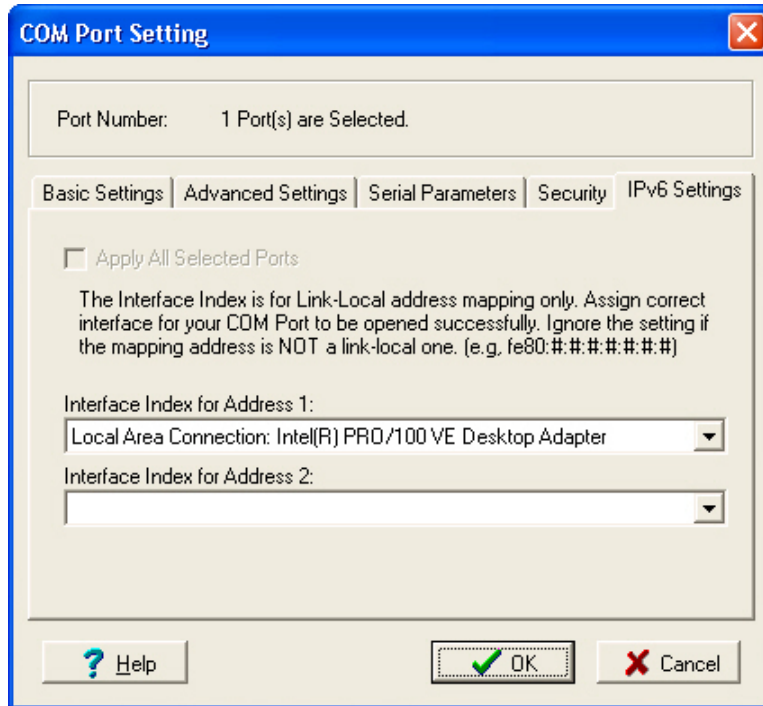 COM Port Setting
Port Number: 1 Port(s) are Selected.
Basic Settings Advanced Settings Serial Parameters Security IPv6 Settings
Apply All Selected Ports
The Interface Index is for Link-Local address mapping only. Assign correct
interface for your COM Port to be opened successfully. Ignore the setting if
the mapping address is NOT a link-local one. (e.g, fe80:#:#:#:#:#:#:#)
Interface Index for Address 1:
Local Area Connection: Intel(R) PRO/100 VE Desktop Adapter
Interface Index for Address 2:
? Help OK Cancel